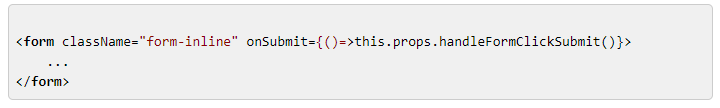 <form className="form-inline" onSubmit={()=>this.props.handleFormClickSubmit()}>
    ...
</form>